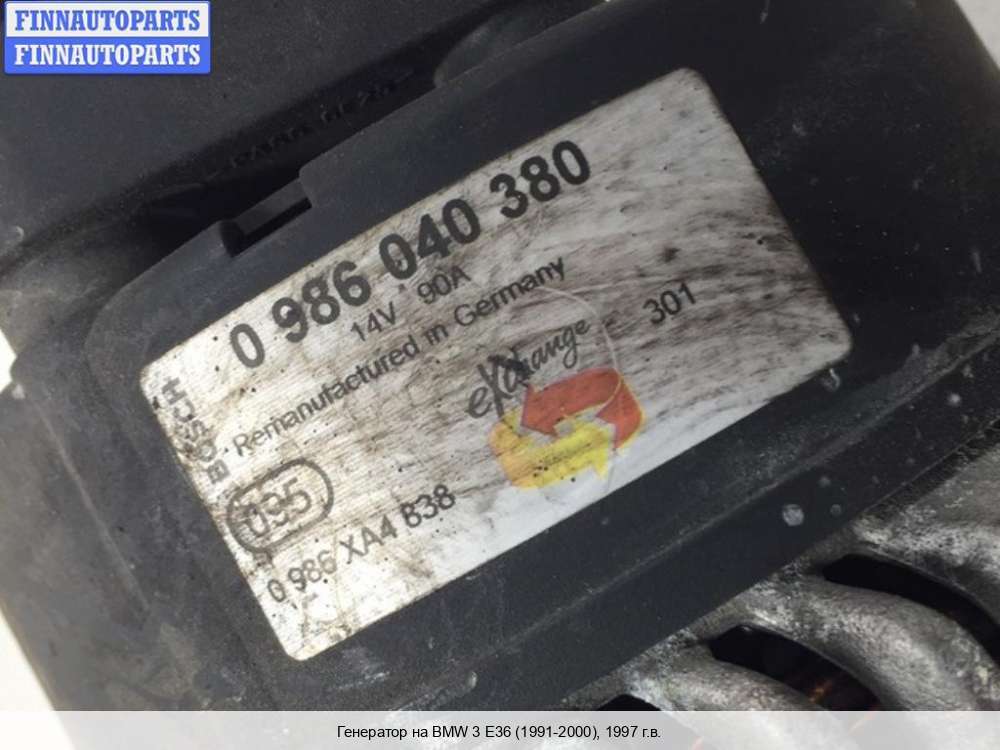 FINNAUTOPARTS
FINNAUTOPARTS
0 986 040 380
14V 90A
Remanufactured in Germany
BOSCH
eXchange
301
095
0 986 XA4 B38
Генератор на BMW 3 E36 (1991-2000), 1997 г.в.